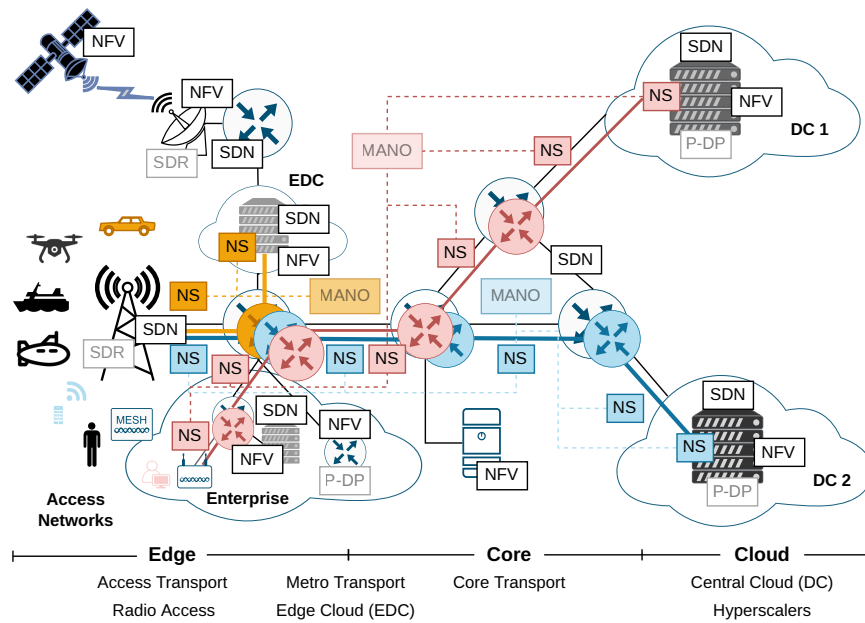 NFV
NFV
SDN
SDR
EDC
SDN
NFV
NS
NS
MANO
SDN
SDR
NS
MESH
NS
NS
SDN
NFV
Enterprise
NFV
P-DP
NS
NS
MANO
NS
NS
MANO
NS
NS
SDN
NFV
SDN
NS
NFV
P-DP
DC 1
NS
SDN
NS
NFV
P-DP
DC 2
Access
Networks
Edge
Core
Cloud
Access Transport
Metro Transport
Core Transport
Central Cloud (DC)
Radio Access
Edge Cloud (EDC)
Hyperscalers